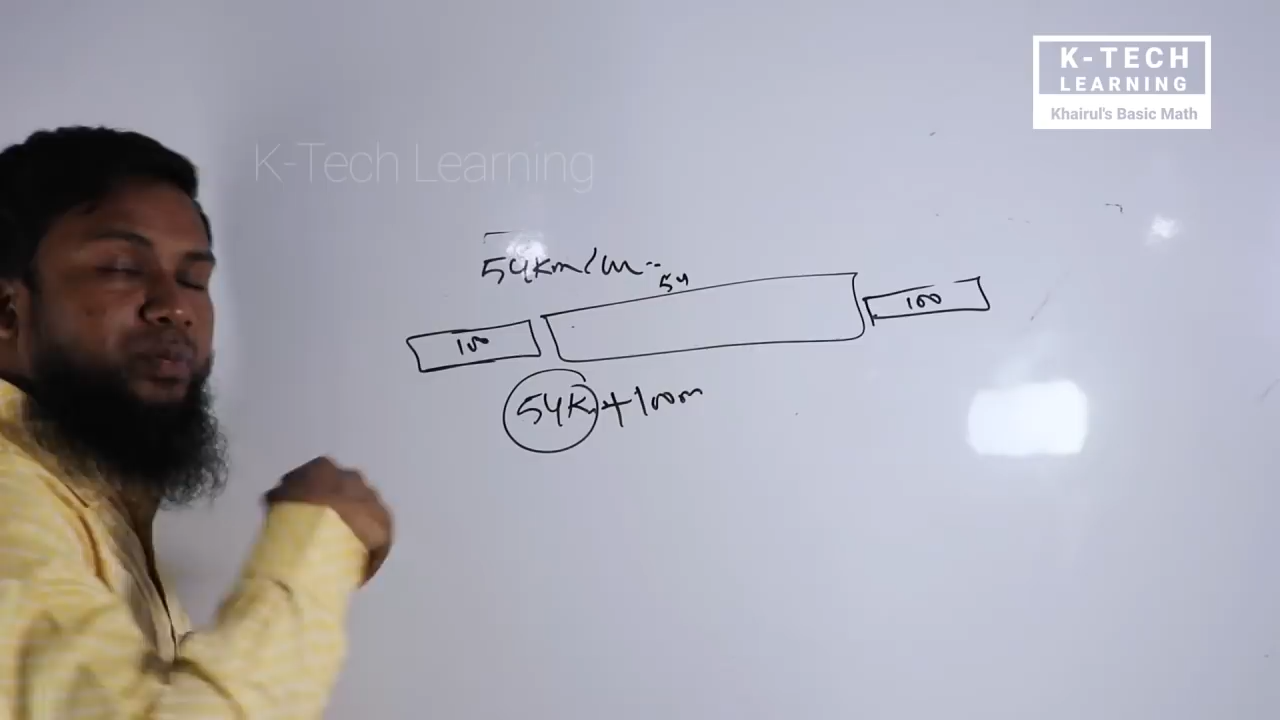 K-TECH
LEARNING
Khairul's Basic Math
K-Tech Learning
54km/m
54
100
100
54K+100m